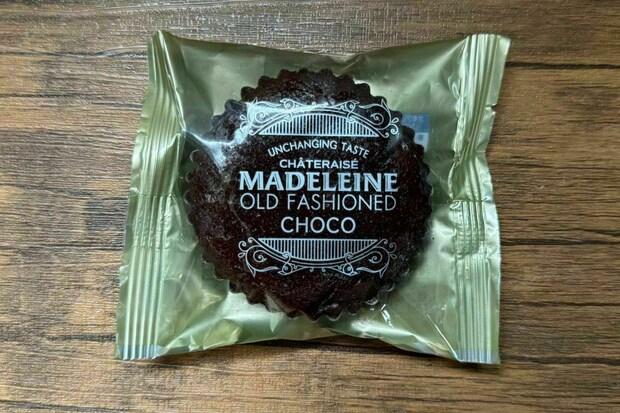 UNCHANGING TASTE
CHÂTERAISÉ
MADELEINE
OLD FASHIONED
CHOCO